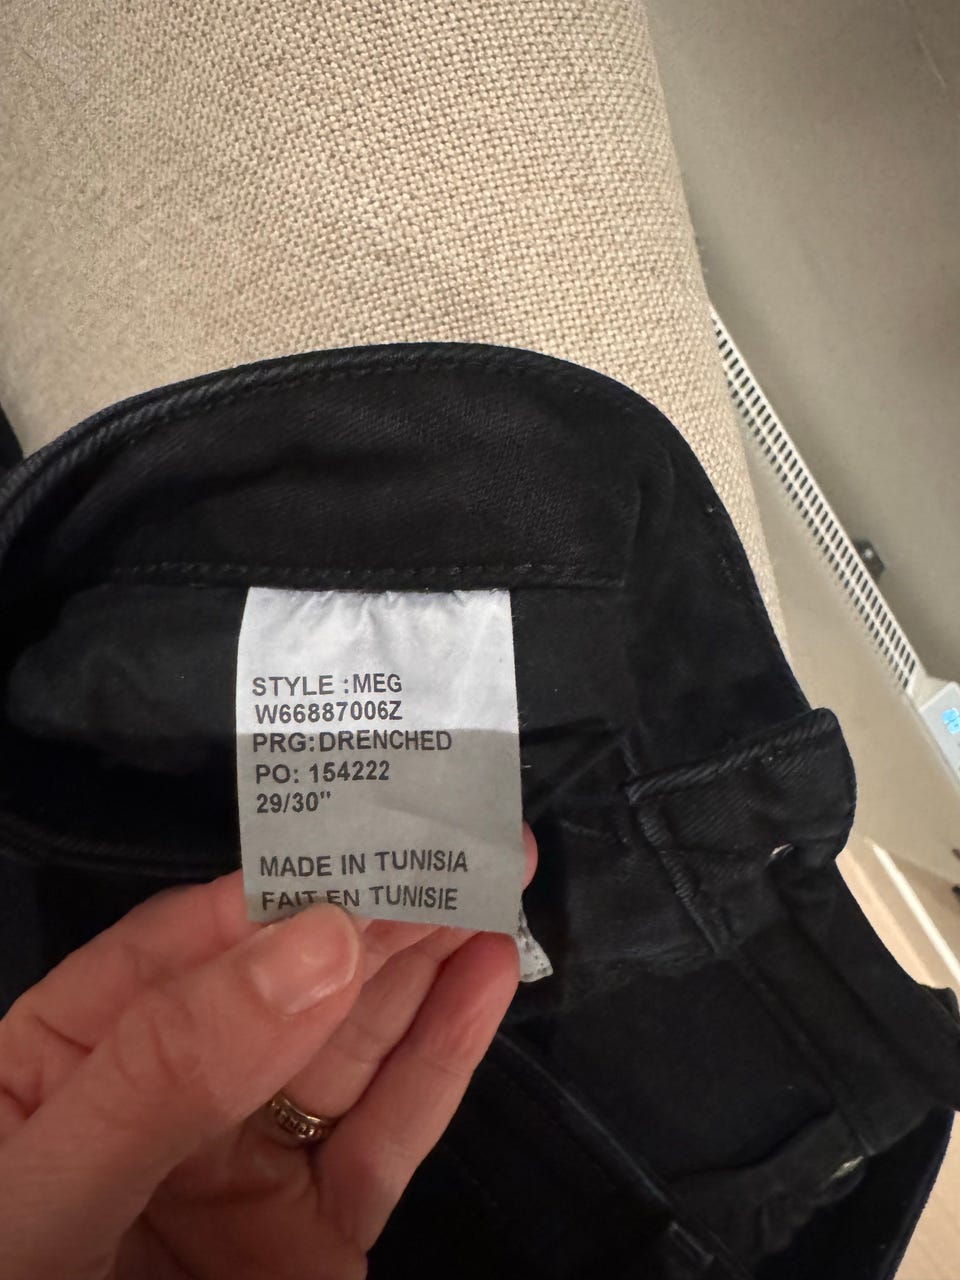 STYLE :MEG
W66887006Z
PRG:DRENCHED
PO: 154222
29/30"
MADE IN TUNISIA
FAIT EN TUNISIE